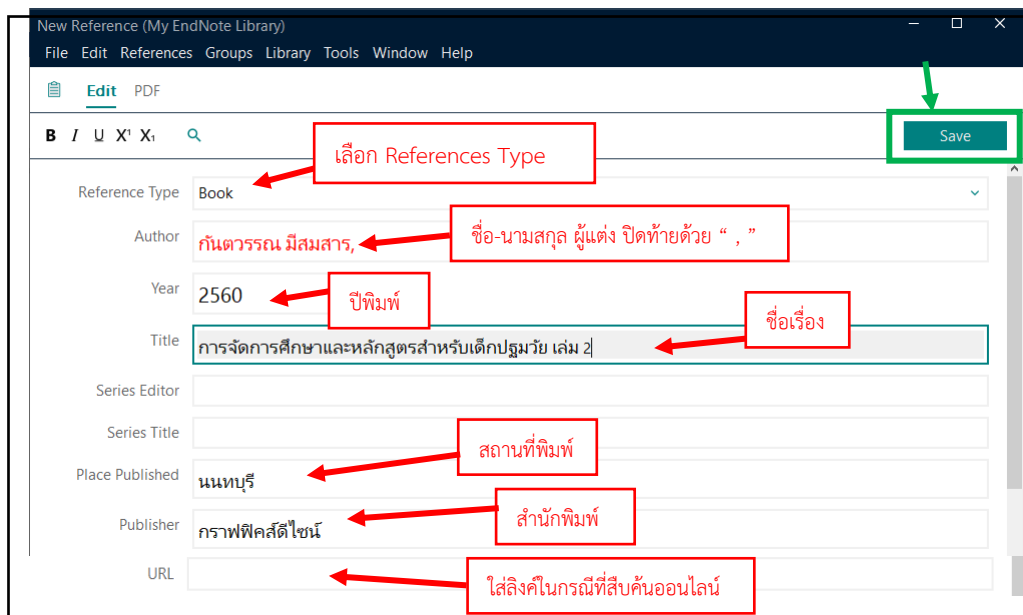 New Reference (My EndNote Library)
File Edit References Groups Library Tools Window Help
Edit PDF
B I U X¹ X₁
Save
เลือก References Type
Reference Type Book
Author กันตวรรณ มีสมสาร,
ชื่อ-นามสกุล ผู้แต่ง ปิดท้ายด้วย “ , ”
Year 2560
ปีพิมพ์
ชื่อเรื่อง
Title การจัดการศึกษาและหลักสูตรสำหรับเด็กปฐมวัย เล่ม 2
Series Editor
Series Title
สถานที่พิมพ์
Place Published นนทบุรี
Publisher กราฟฟิคส์ดีไซน์
สำนักพิมพ์
URL
ใส่ลิงค์ในกรณีที่สืบค้นออนไลน์